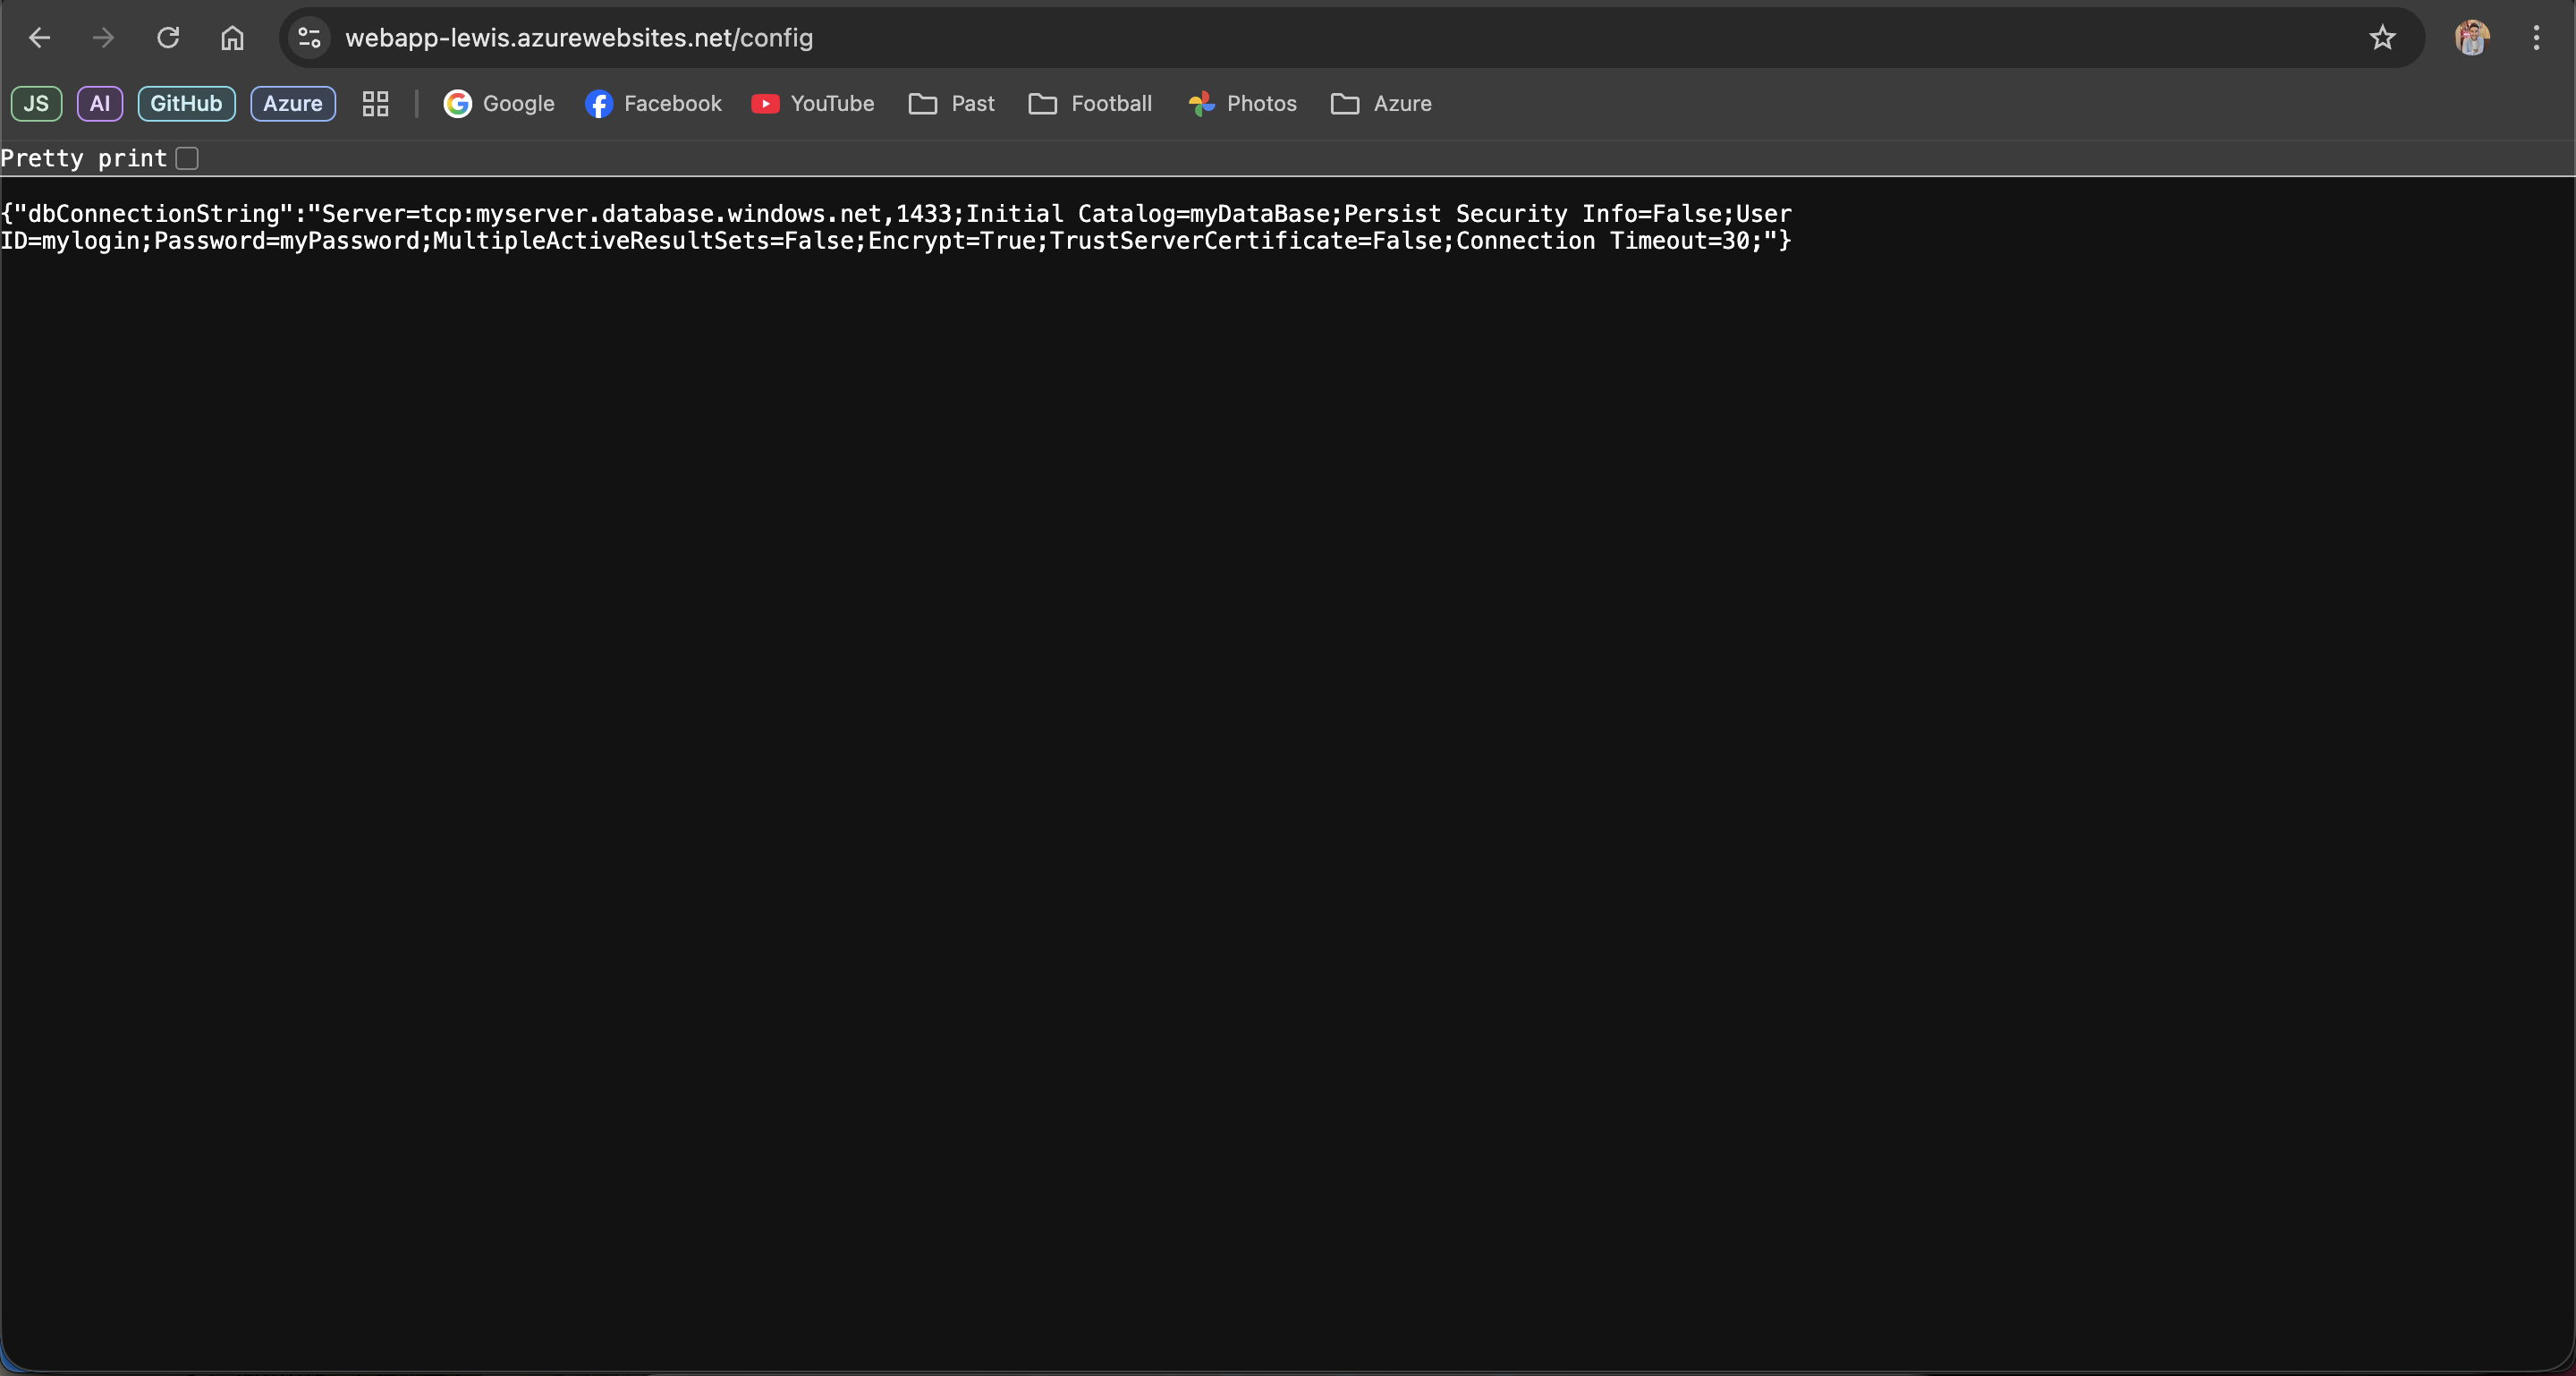 webapp-lewis.azurewebsites.net/config
JS AI GitHub Azure Google Facebook YouTube Past Football Photos Azure
Pretty print
{"dbConnectionString":"Server=tcp:myserver.database.windows.net,1433;Initial Catalog=myDataBase;Persist Security Info=False;User
ID=mylogin;Password=myPassword;MultipleActiveResultSets=False;Encrypt=True;TrustServerCertificate=False;Connection Timeout=30;"}